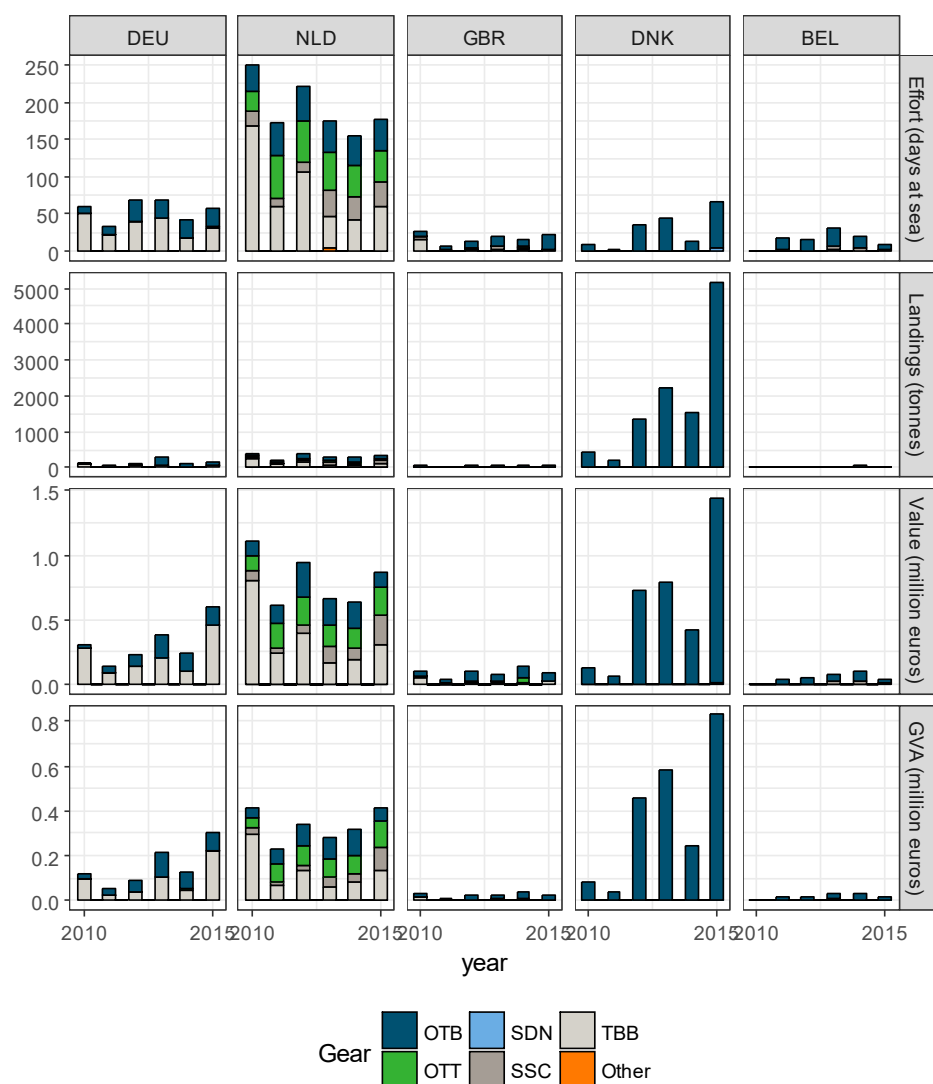 DEU NLD GBR DNK BEL
250
200
150
100
50
0
Effort (days at sea)
5000
4000
3000
2000
1000
0
Landings (tonnes)
1.5
1.0
0.5
0.0
Value (million euros)
0.8
0.6
0.4
0.2
0.0
GVA (million euros)
2010 2015 2010 2015 2010 2015 2010 2015 2010 2015
year
Gear
OTB SDN TBB
OTT SSC Other